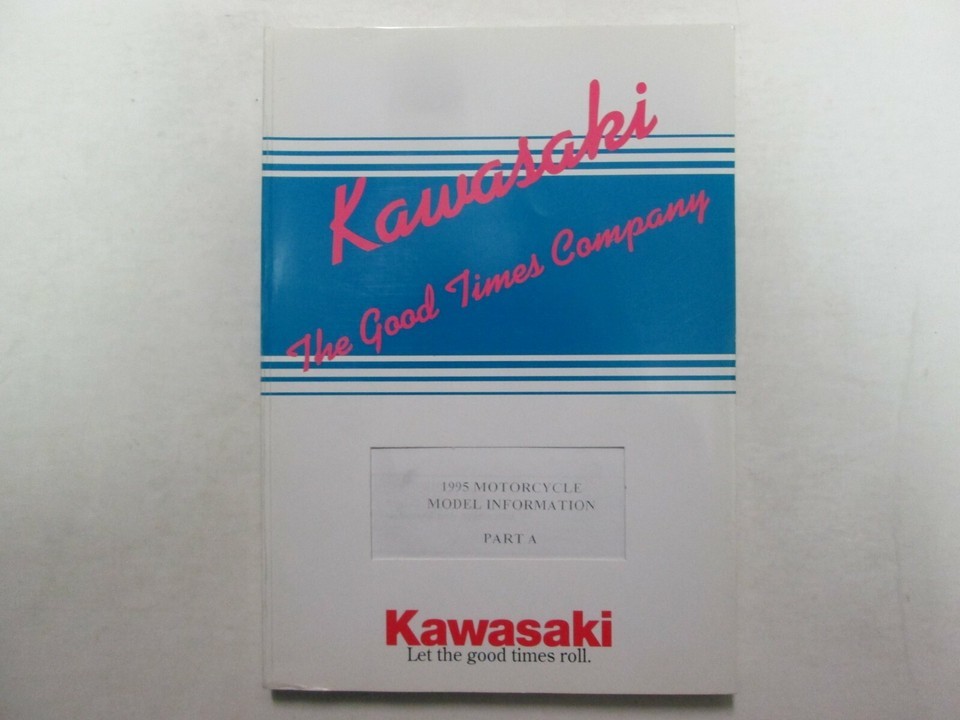 Kawasaki
The Good Times Company
1995 MOTORCYCLE
MODEL INFORMATION
PART A
Kawasaki
Let the good times roll.